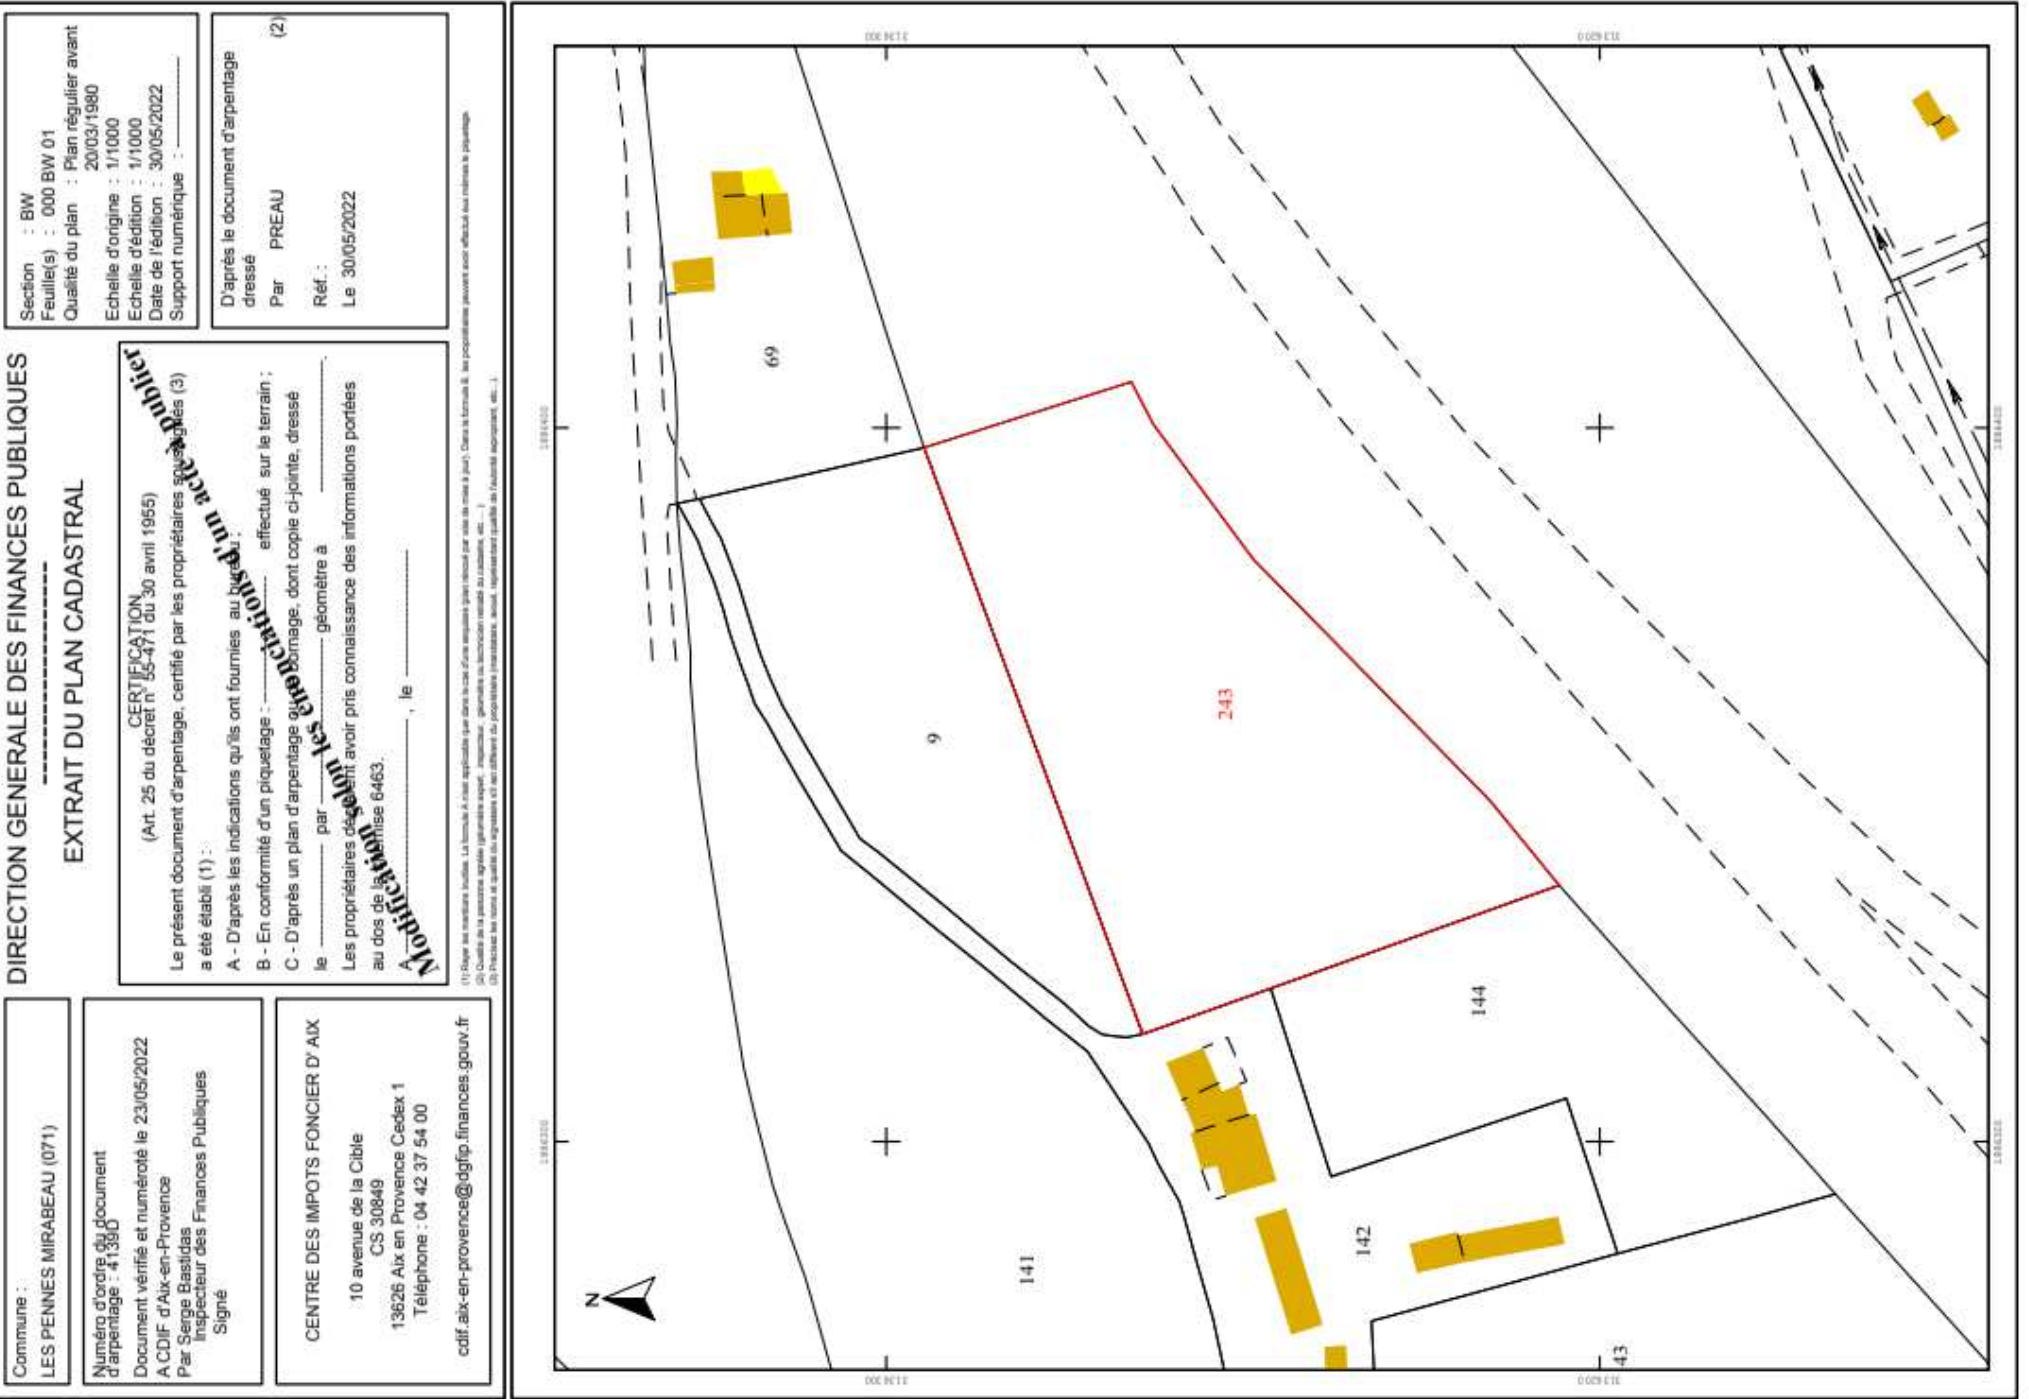 DIRECTION GENERALE DES FINANCES PUBLIQUES
EXTRAIT DU PLAN CADASTRAL
Commune :
LES PENNES MIRABEAU (071)
Numéro d'ordre du document
d'arpentage : 4139D
Document vérifié et numéroté le 23/05/2022
A CDIF d'Aix-en-Provence
Par Serge Bastidas
Inspecteur des Finances Publiques
Signé
CENTRE DES IMPOTS FONCIER D' AIX
10 avenue de la Cible
CS 30849
13626 Aix en Provence Cedex 1
Téléphone : 04 42 37 54 00
cdif.aix-en-provence@dgfip.finances.gouv.fr
CERTIFICATION
(Art. 25 du décret n° 55-471 du 30 avril 1955)
Le présent document d'arpentage, certifié par les propriétaires soussignés (3)
a été établi (1) :
A - D'après les indications qu'ils ont fournies au bureau ;
B - En conformité d'un piquetage : effectué sur le terrain ;
C - D'après un plan d'arpentage ou de bornage, dont copie ci-jointe, dressé
le par géomètre à
Les propriétaires déclarent avoir pris connaissance des informations portées
au dos de la chemise 6463.
A , le
Modification selon les énonciations d'un acte à publier
Section : BW
Feuille(s) : 000 BW 01
Qualité du plan : Plan régulier avant
20/03/1980
Echelle d'origine : 1/1000
Echelle d'édition : 1/1000
Date de l'édition : 30/05/2022
Support numérique :
D'après le document d'arpentage
dressé
Par PREAU (2)
Réf. :
Le 30/05/2022
N
69
9
243
141
144
142
43